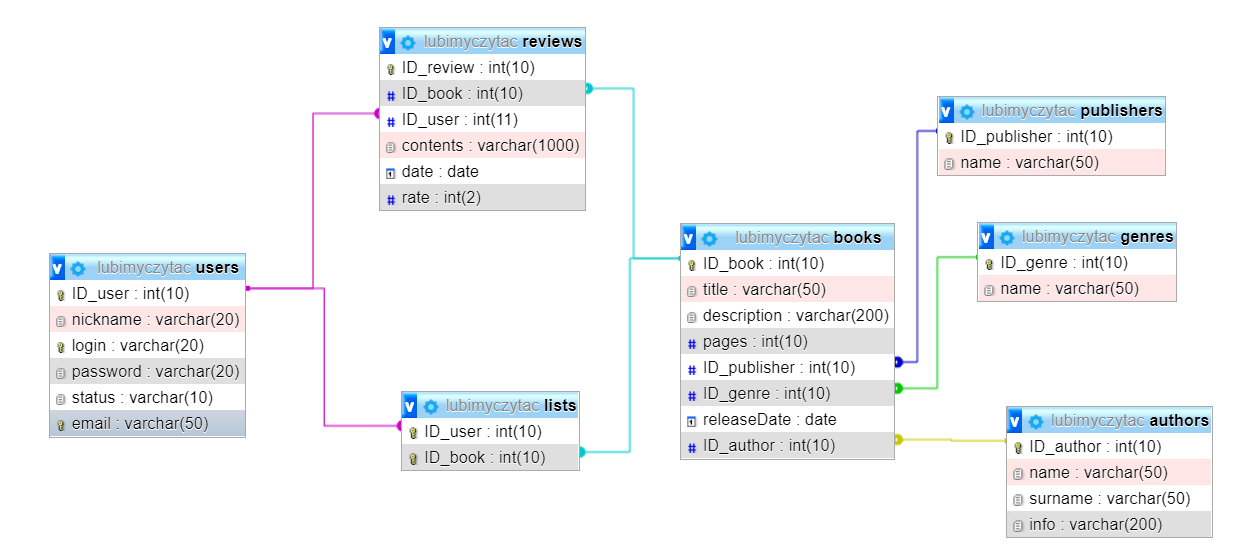 lubimyczytac reviews
ID_review : int(10)
ID_book : int(10)
ID_user : int(11)
contents : varchar(1000)
date : date
rate : int(2)
lubimyczytac users
ID_user : int(10)
nickname : varchar(20)
login : varchar(20)
password : varchar(20)
status : varchar(10)
email : varchar(50)
lubimyczytac lists
ID_user : int(10)
ID_book : int(10)
lubimyczytac books
ID_book : int(10)
title : varchar(50)
description : varchar(200)
pages : int(10)
ID_publisher : int(10)
ID_genre : int(10)
releaseDate : date
ID_author : int(10)
lubimyczytac publishers
ID_publisher : int(10)
name : varchar(50)
lubimyczytac genres
ID_genre : int(10)
name : varchar(50)
lubimyczytac authors
ID_author : int(10)
name : varchar(50)
surname : varchar(50)
info : varchar(200)